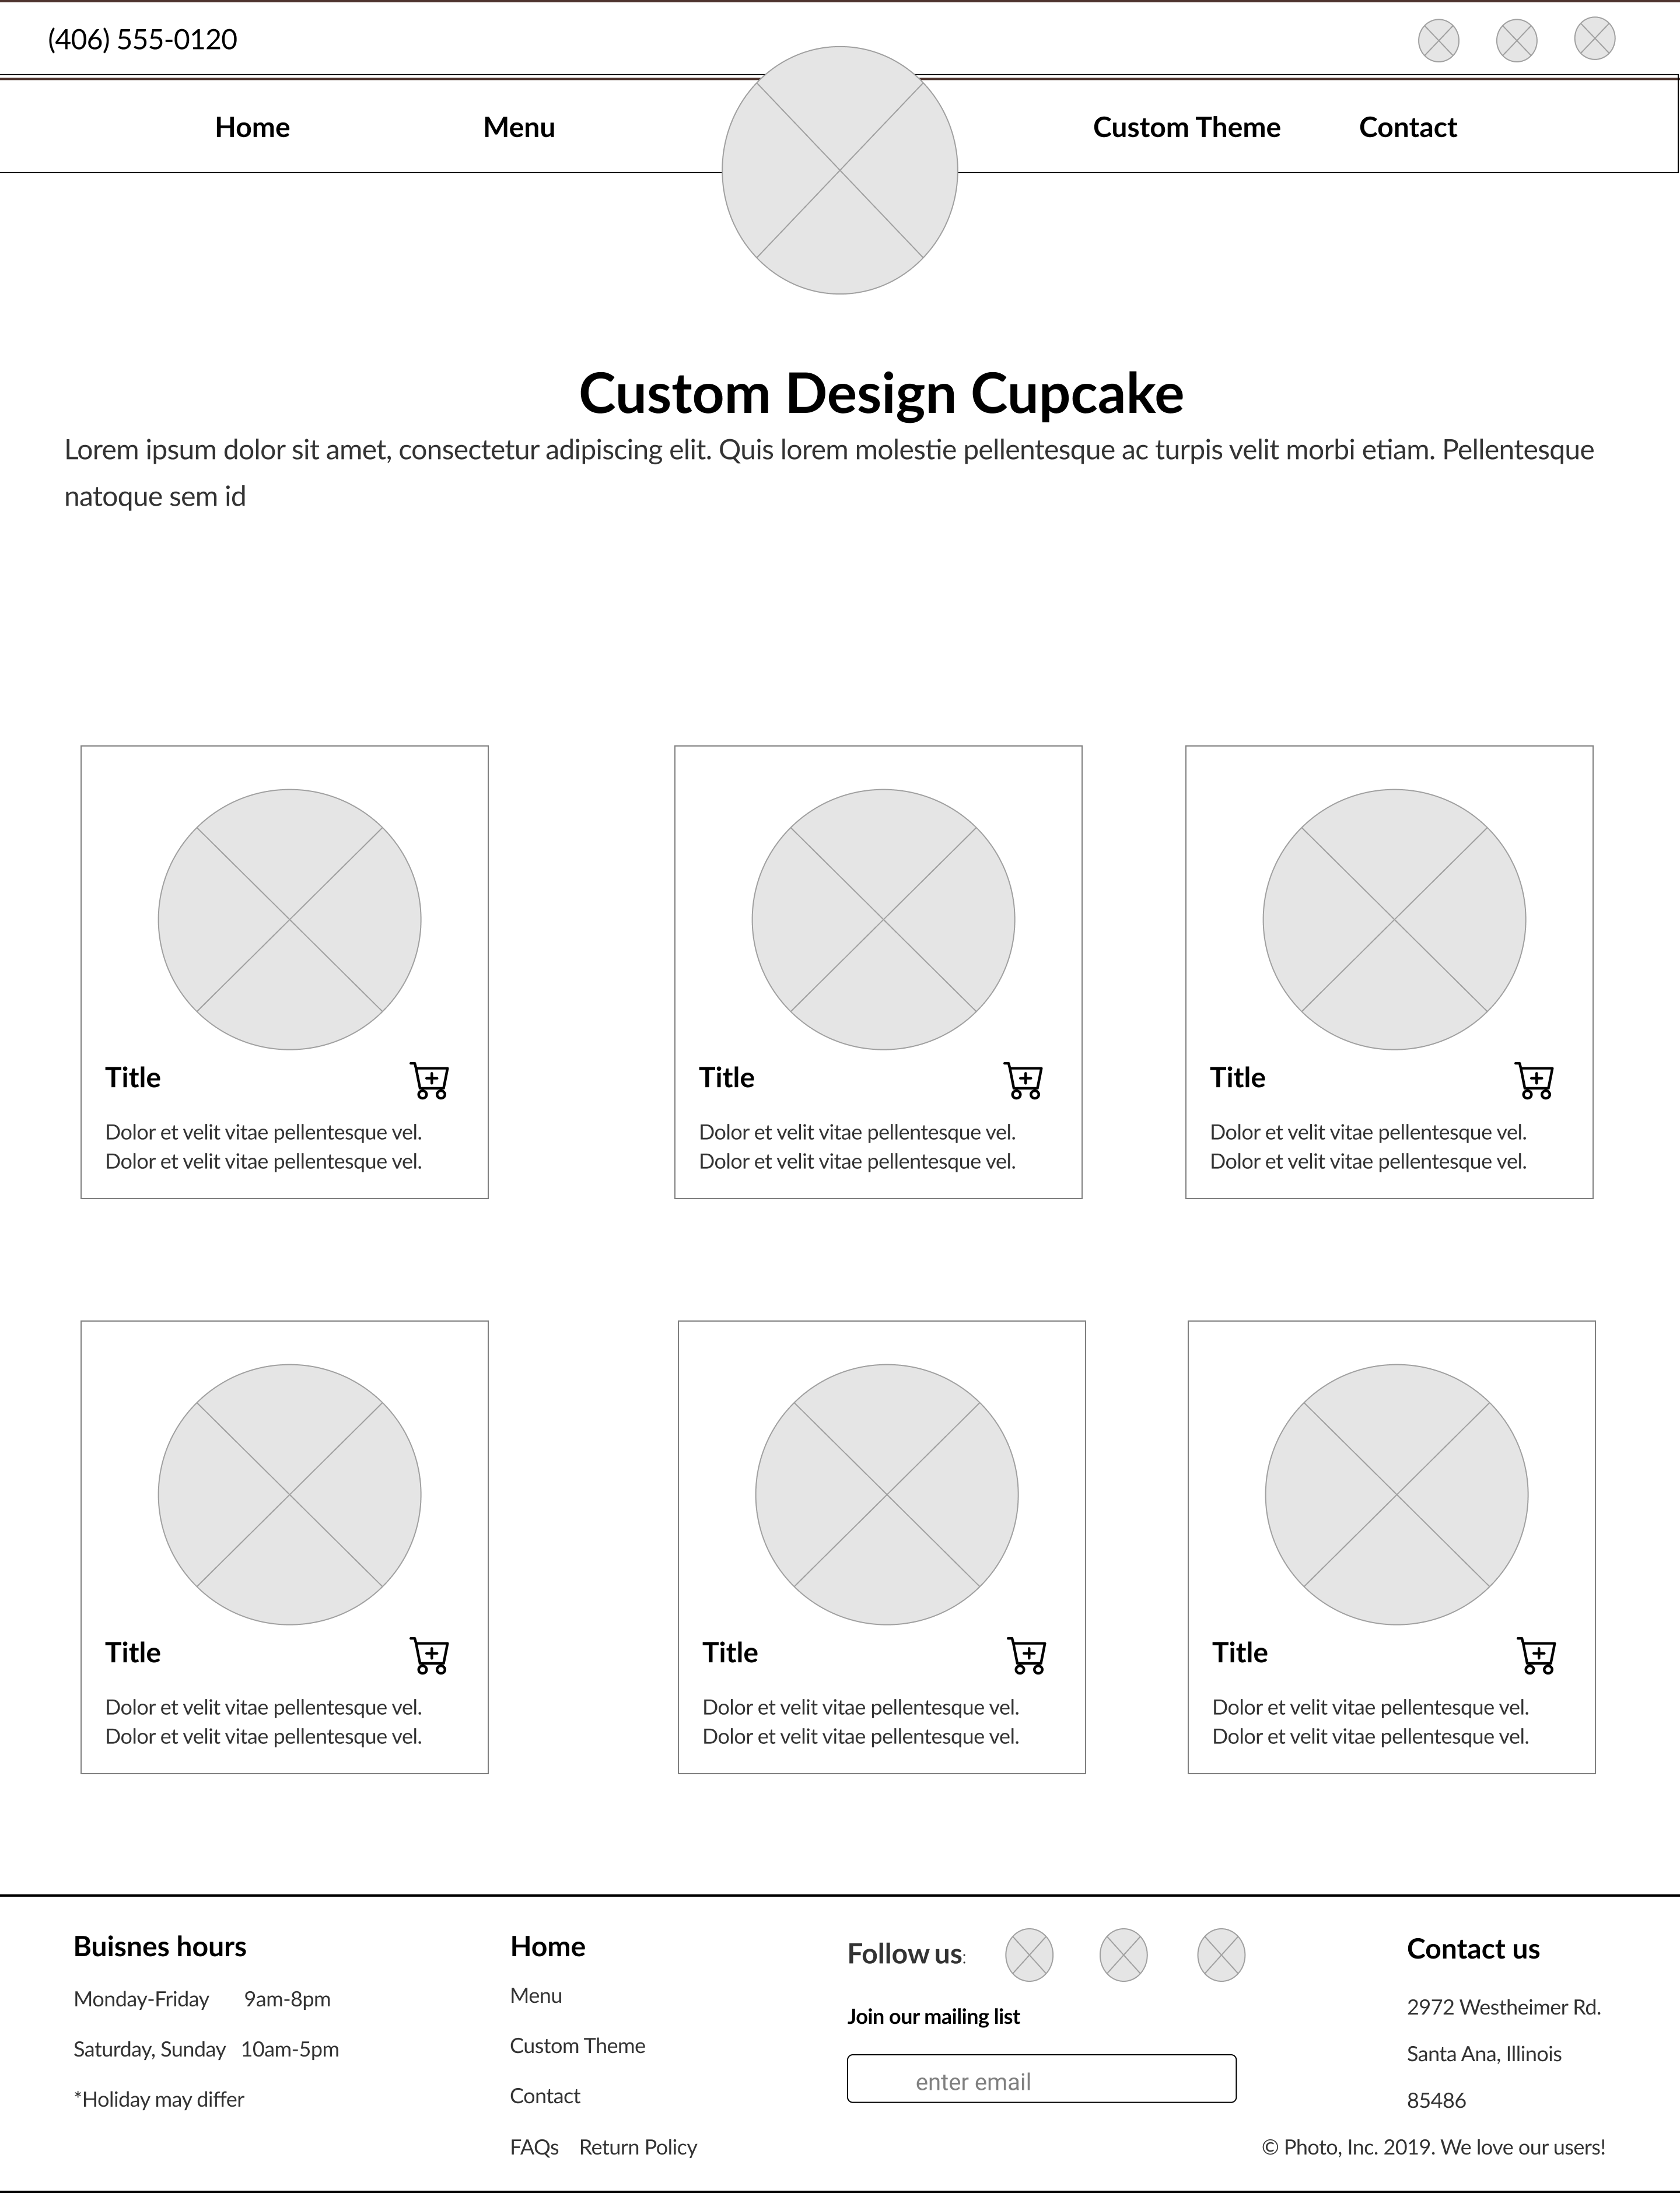 (406) 555-0120
Home
Menu
Custom Theme
Contact
Custom Design Cupcake
Lorem ipsum dolor sit amet, consectetur adipiscing elit. Quis lorem molestie pellentesque ac turpis velit morbi etiam. Pellentesque
natoque sem id
Title
Dolor et velit vitae pellentesque vel.
Dolor et velit vitae pellentesque vel.
Title
Dolor et velit vitae pellentesque vel.
Dolor et velit vitae pellentesque vel.
Title
Dolor et velit vitae pellentesque vel.
Dolor et velit vitae pellentesque vel.
Title
Dolor et velit vitae pellentesque vel.
Dolor et velit vitae pellentesque vel.
Title
Dolor et velit vitae pellentesque vel.
Dolor et velit vitae pellentesque vel.
Title
Dolor et velit vitae pellentesque vel.
Dolor et velit vitae pellentesque vel.
Buisnes hours
Monday-Friday 9am-8pm
Saturday, Sunday 10am-5pm
*Holiday may differ
Home
Menu
Custom Theme
Contact
FAQs Return Policy
Follow us:
Join our mailing list
enter email
Contact us
2972 Westheimer Rd.
Santa Ana, Illinois
85486
© Photo, Inc. 2019. We love our users!